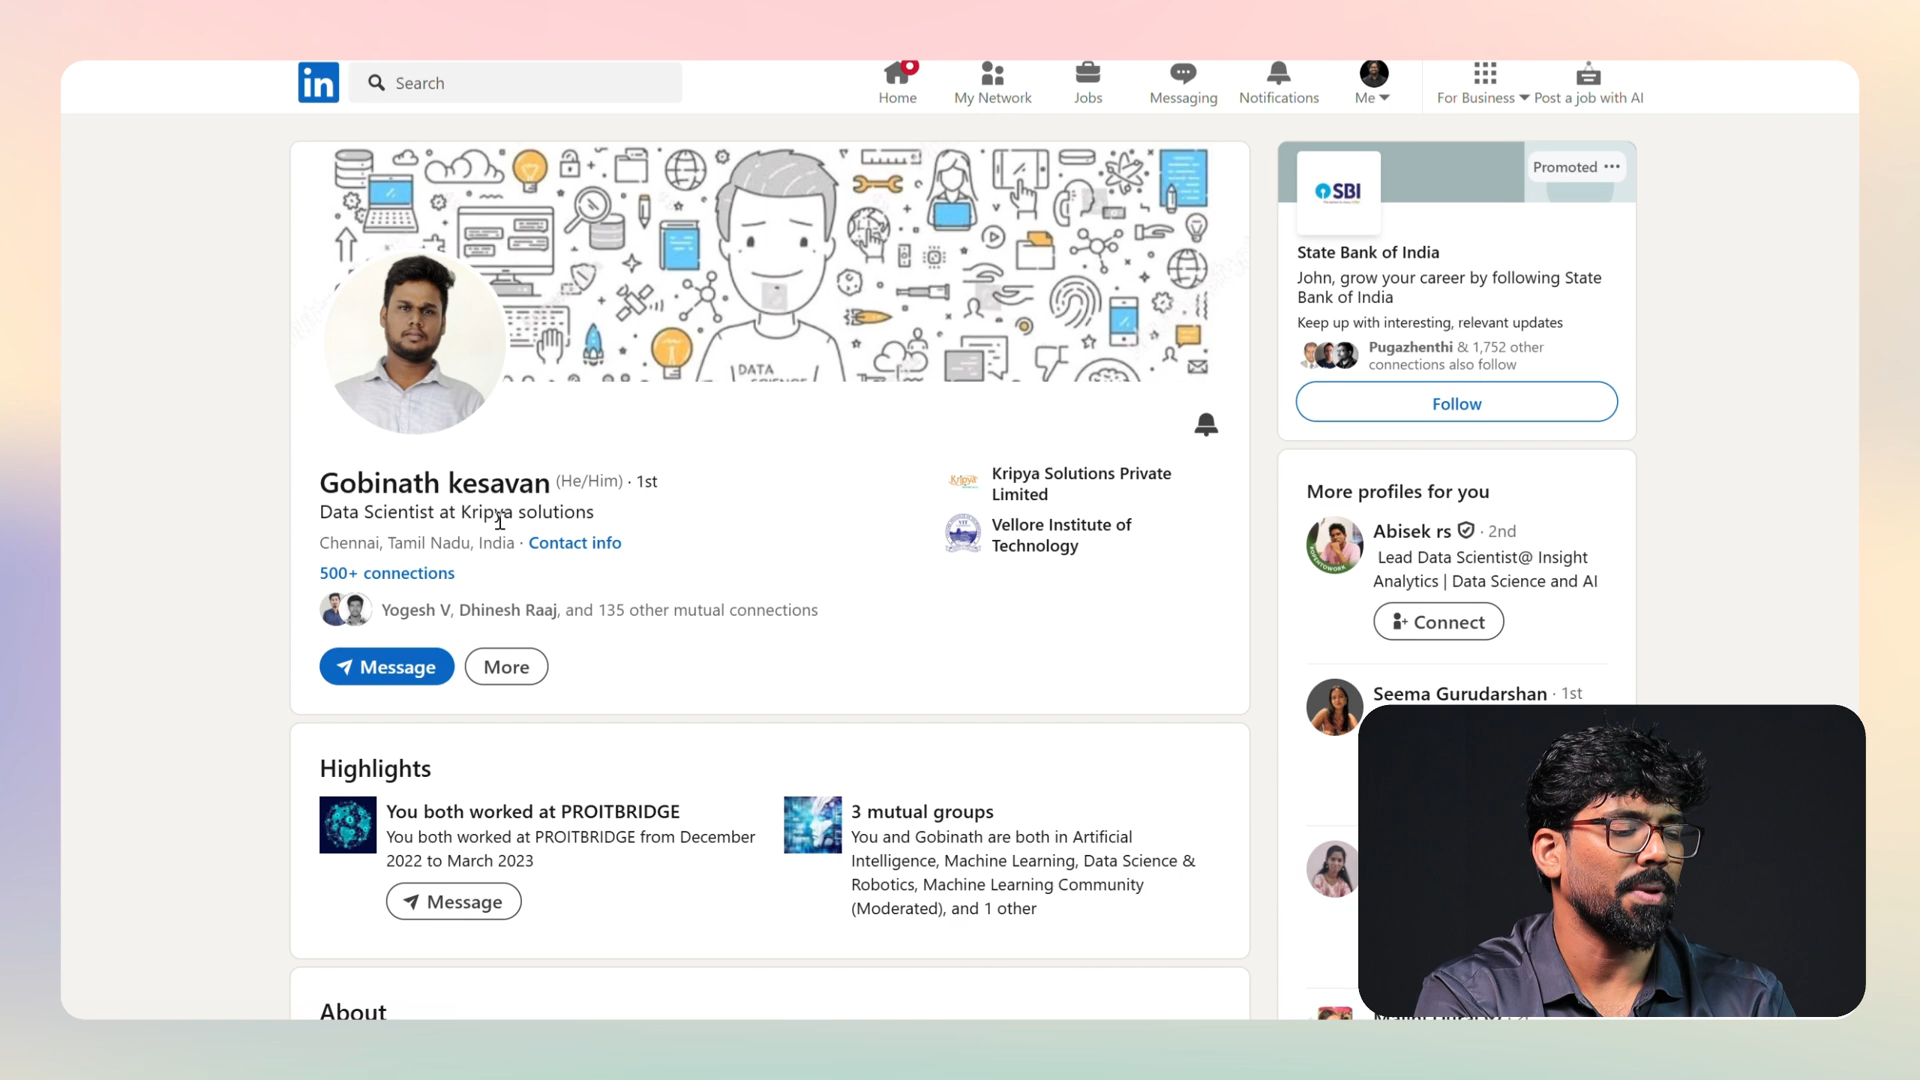 in
Search
Home
My Network
Jobs
Messaging
Notifications
Me
For Business
Post a job with AI
DATA
Promoted
SBI
State Bank of India
John, grow your career by following State
Bank of India
Keep up with interesting, relevant updates
Pugazhenthi & 1,752 other
connections also follow
Follow
Gobinath kesavan (He/Him) · 1st
Data Scientist at Kripya solutions
Chennai, Tamil Nadu, India · Contact info
500+ connections
Yogesh V, Dhinesh Raaj, and 135 other mutual connections
Message
More
Kripya
Kripya Solutions Private
Limited
Vellore Institute of
Technology
More profiles for you
Abisek rs · 2nd
Lead Data Scientist@ Insight
Analytics | Data Science and AI
Connect
Seema Gurudarshan · 1st
Highlights
You both worked at PROITBRIDGE
You both worked at PROITBRIDGE from December
2022 to March 2023
Message
3 mutual groups
You and Gobinath are both in Artificial
Intelligence, Machine Learning, Data Science &
Robotics, Machine Learning Community
(Moderated), and 1 other
About